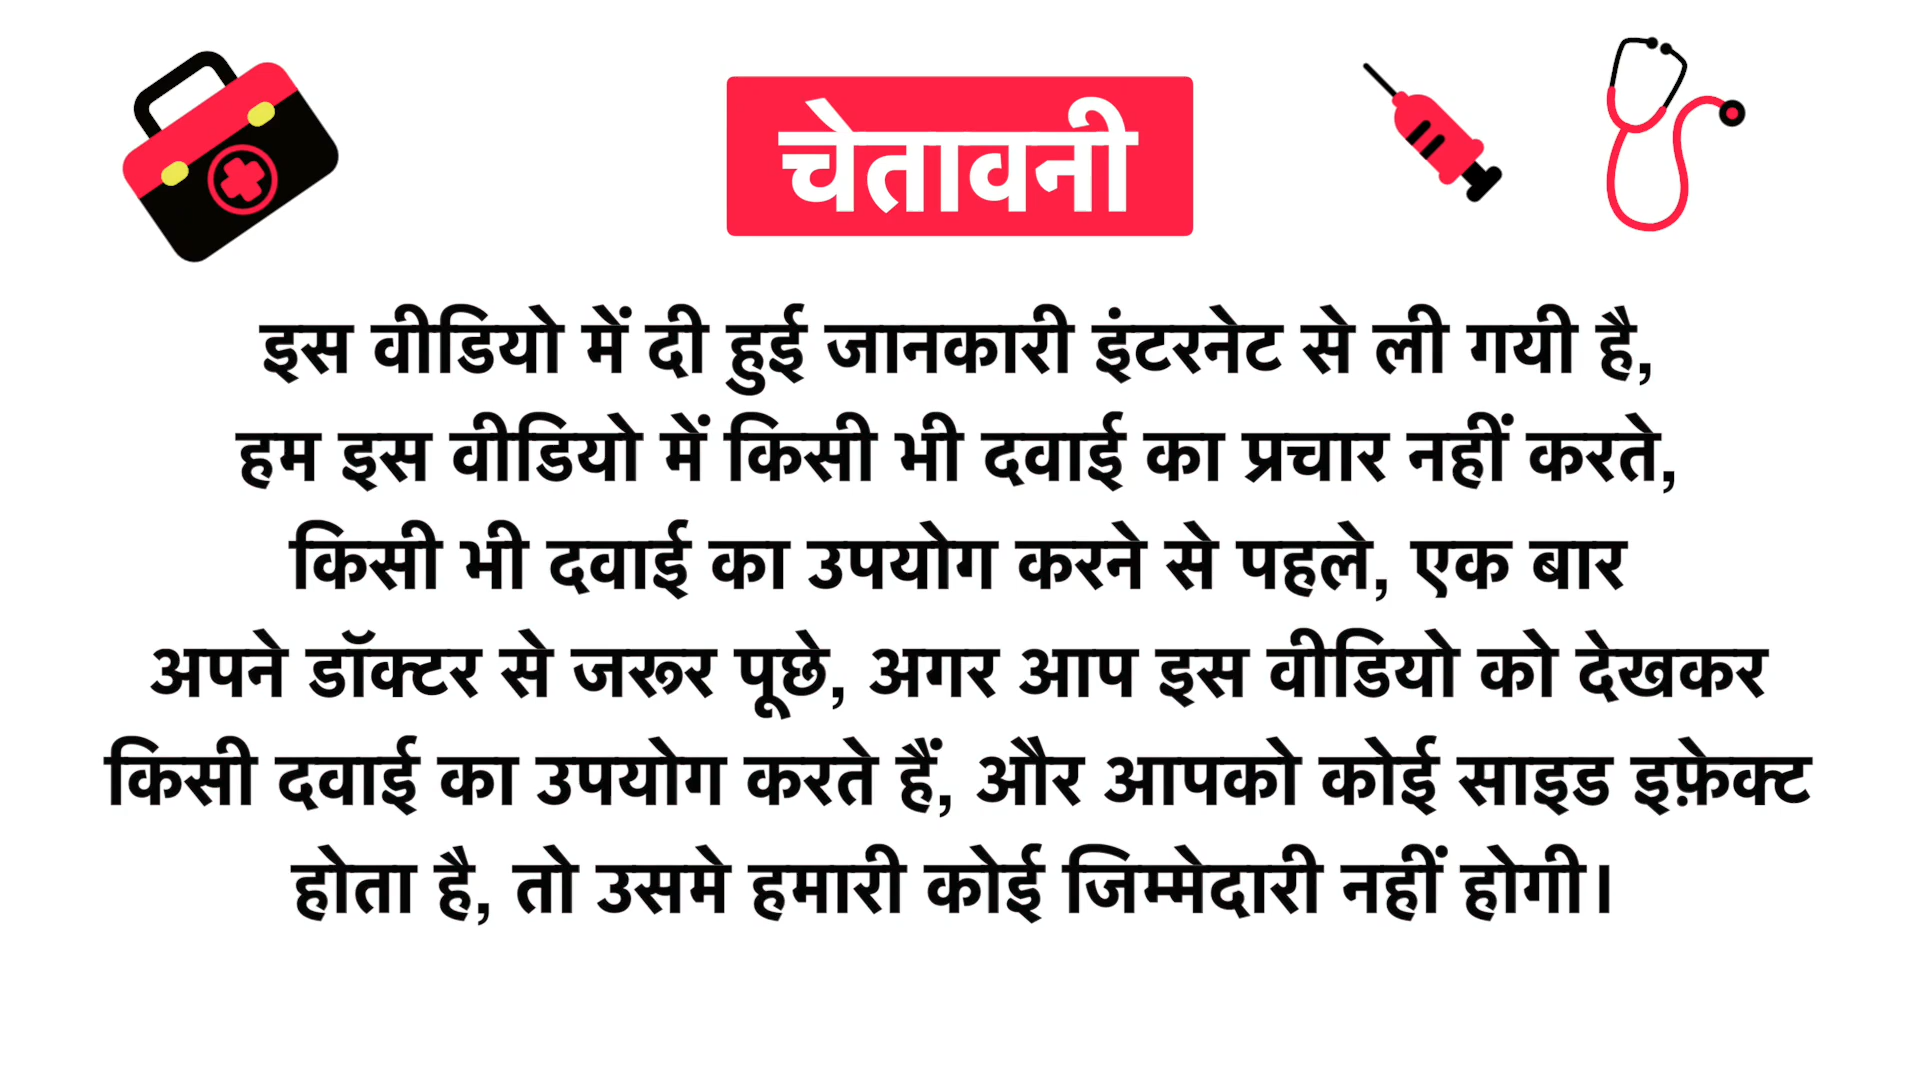 चेतावनी
इस वीडियो में दी हुई जानकारी इंटरनेट से ली गयी है,
हम इस वीडियो में किसी भी दवाई का प्रचार नहीं करते,
किसी भी दवाई का उपयोग करने से पहले, एक बार
अपने डॉक्टर से जरूर पूछे, अगर आप इस वीडियो को देखकर
किसी दवाई का उपयोग करते हैं, और आपको कोई साइड इफ़ेक्ट
होता है, तो उसमे हमारी कोई जिम्मेदारी नहीं होगी।